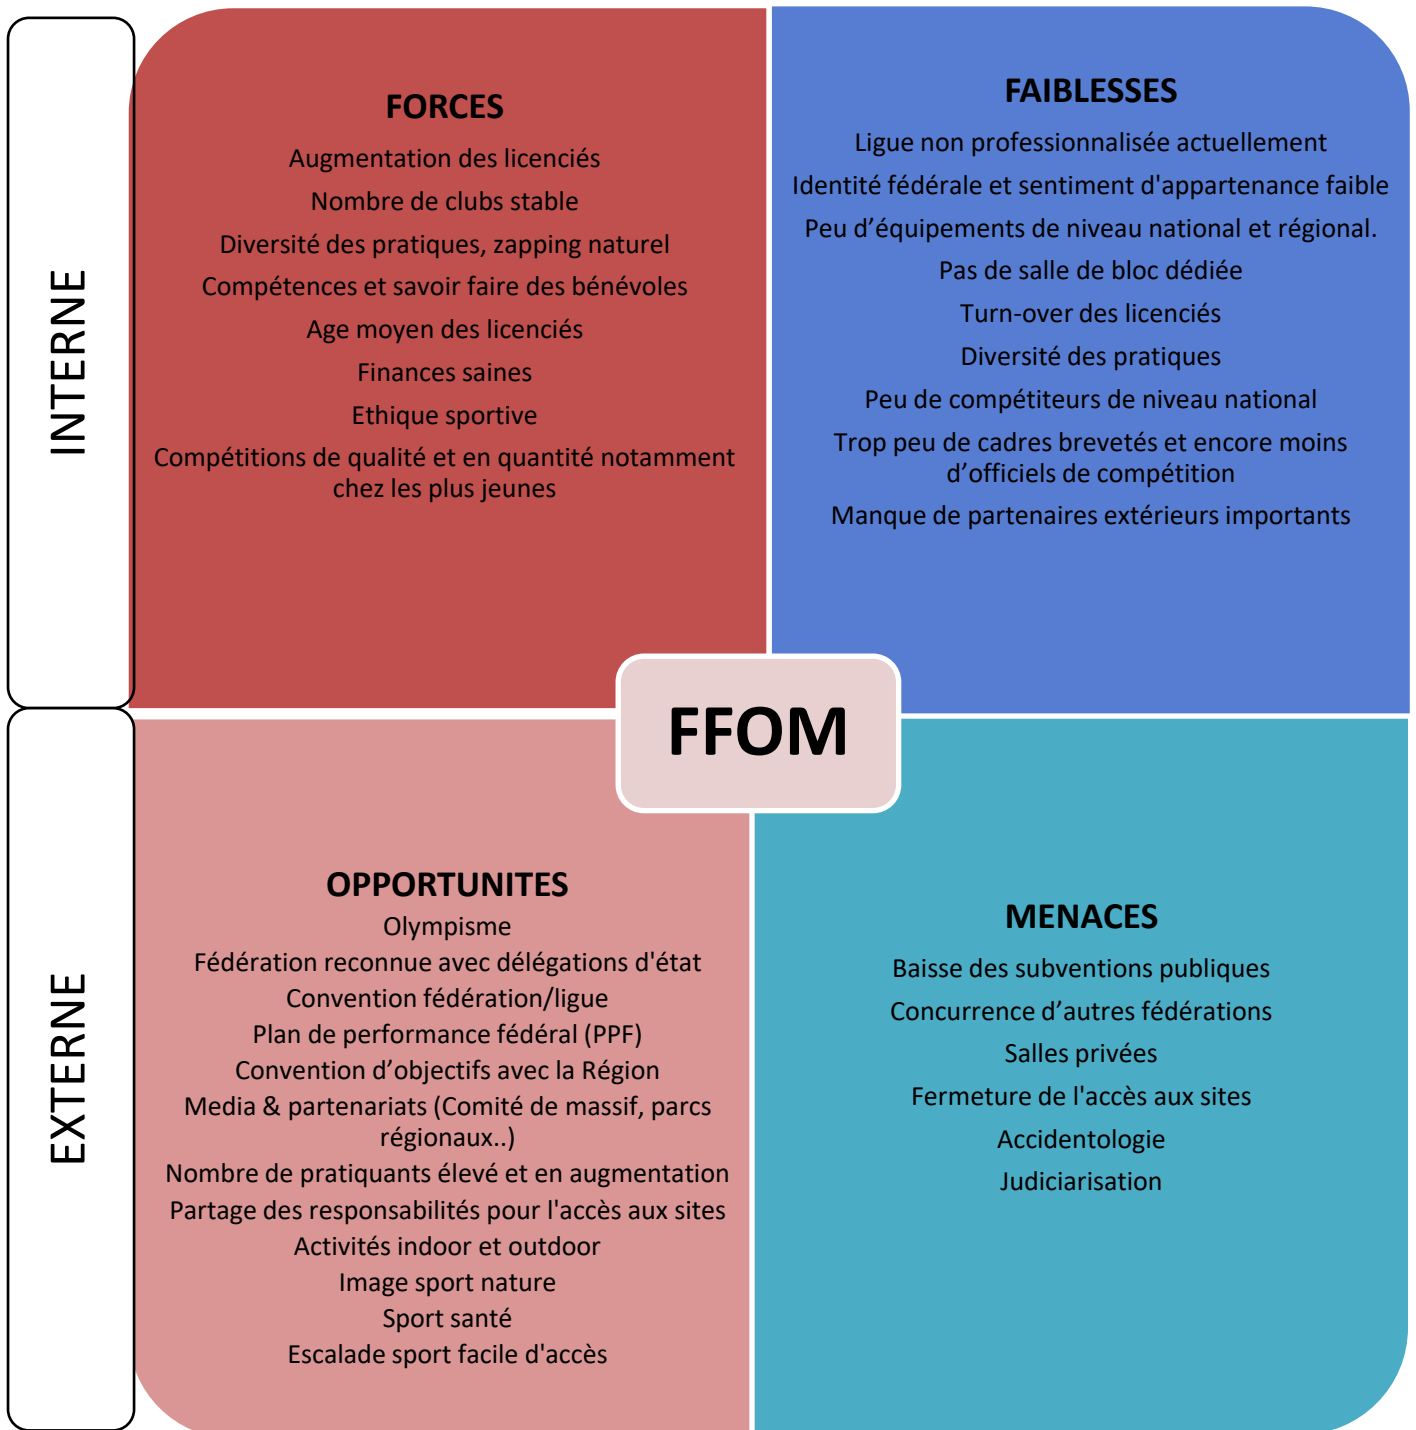 INTERNE
FORCES
Augmentation des licenciés
Nombre de clubs stable
Diversité des pratiques, zapping naturel
Compétences et savoir faire des bénévoles
Age moyen des licenciés
Finances saines
Ethique sportive
Compétitions de qualité et en quantité notamment
chez les plus jeunes
FAIBLESSES
Ligue non professionnalisée actuellement
Identité fédérale et sentiment d'appartenance faible
Peu d’équipements de niveau national et régional.
Pas de salle de bloc dédiée
Turn-over des licenciés
Diversité des pratiques
Peu de compétiteurs de niveau national
Trop peu de cadres brevetés et encore moins
d’officiels de compétition
Manque de partenaires extérieurs importants
FFOM
EXTERNE
OPPORTUNITES
Olympisme
Fédération reconnue avec délégations d'état
Convention fédération/ligue
Plan de performance fédéral (PPF)
Convention d’objectifs avec la Région
Media & partenariats (Comité de massif, parcs
régionaux..)
Nombre de pratiquants élevé et en augmentation
Partage des responsabilités pour l'accès aux sites
Activités indoor et outdoor
Image sport nature
Sport santé
Escalade sport facile d'accès
MENACES
Baisse des subventions publiques
Concurrence d’autres fédérations
Salles privées
Fermeture de l'accès aux sites
Accidentologie
Judiciarisation